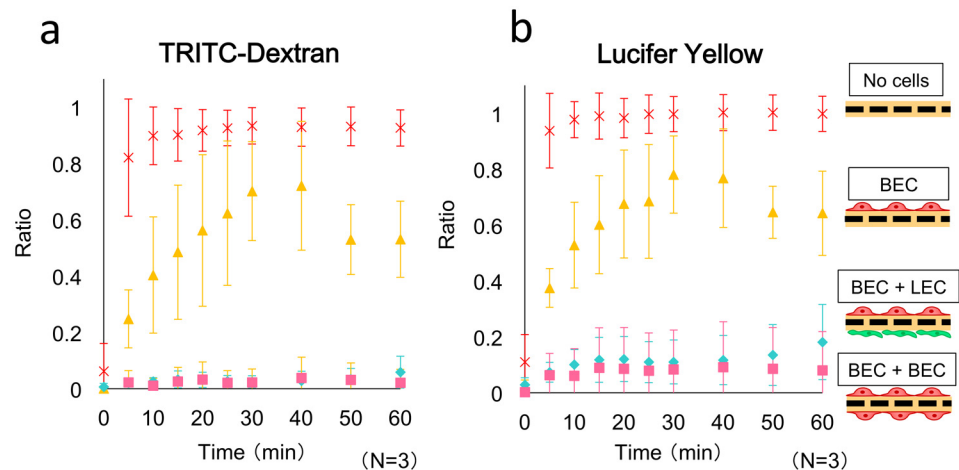 a
TRITC-Dextran
Ratio
1
0.8
0.6
0.4
0.2
0
0 10 20 30 40 50 60
Time (min)
(N=3)
b
Lucifer Yellow
Ratio
1
0.8
0.6
0.4
0.2
0
0 10 20 30 40 50 60
Time (min)
(N=3)
No cells
BEC
BEC + LEC
BEC + BEC